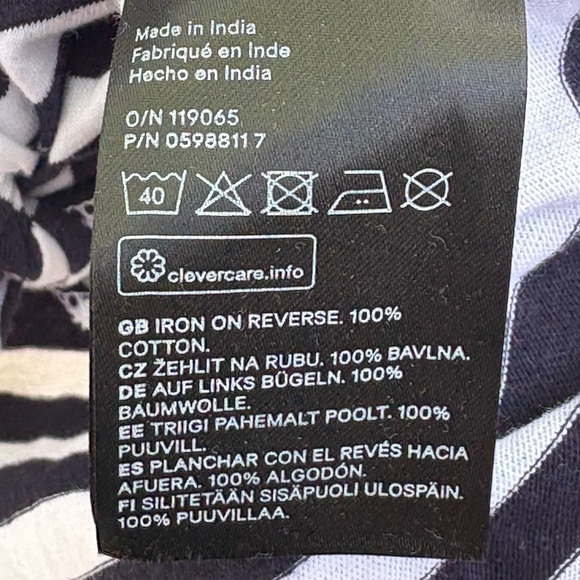 Made in India
Fabriqué en Inde
Hecho en India
O/N 119065
P/N 0598811 7
40
clevercare.info
GB IRON ON REVERSE. 100%
COTTON.
CZ ŽEHLIT NA RUBU. 100% BAVLNA.
DE AUF LINKS BÜGELN. 100%
BAUMWOLLE.
EE TRIIGI PAHEMALT POOLT. 100%
PUUVILL.
ES PLANCHAR CON EL REVÉS HACIA
AFUERA. 100% ALGODÓN.
FI SILITETÄÄN SISÄPUOLI ULOSPÄIN.
100% PUUVILLAA.